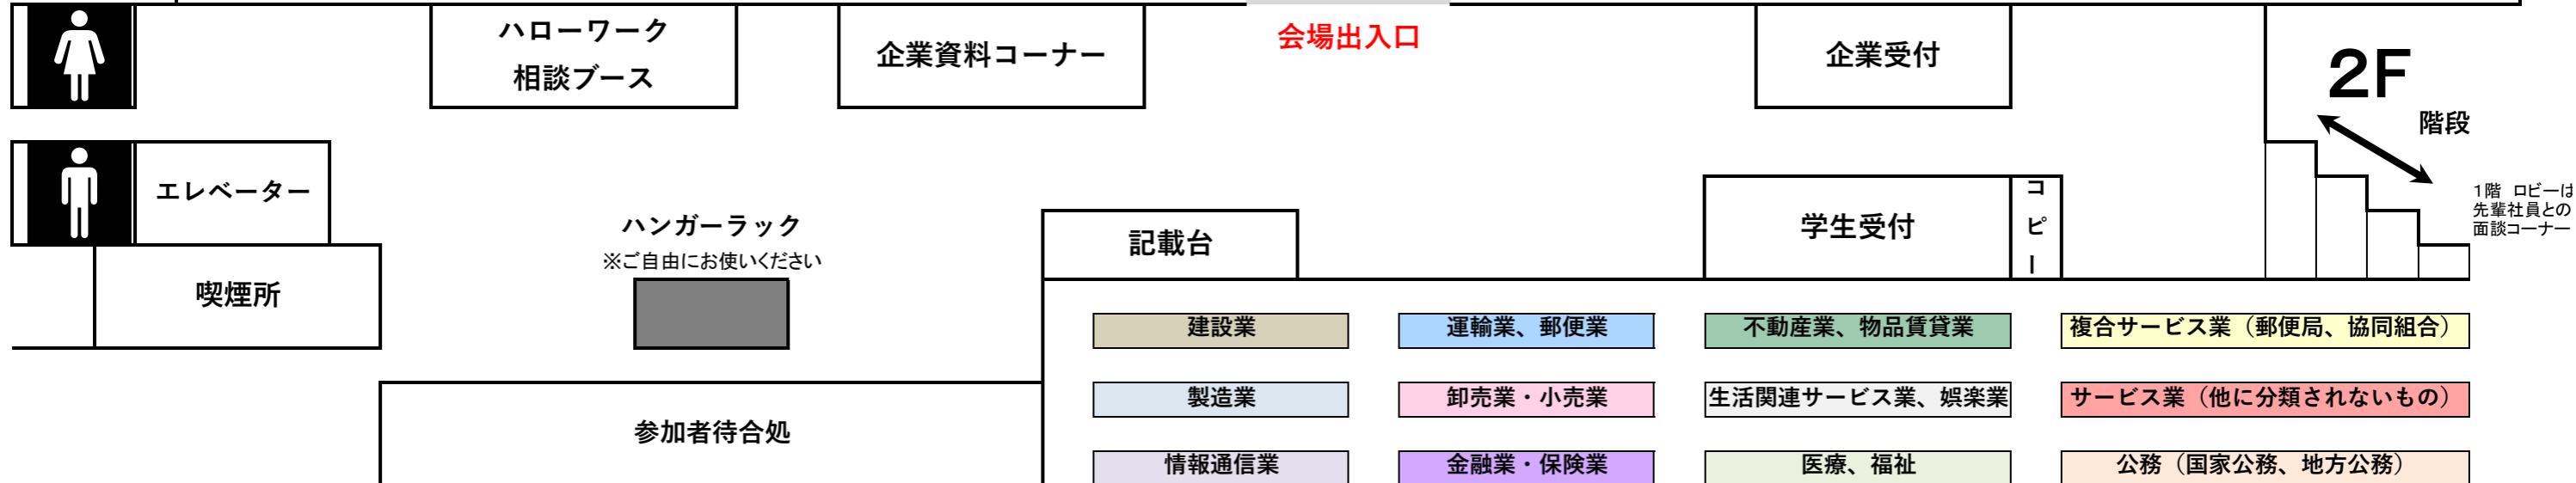 ハローワーク
相談ブース
企業資料コーナー
会場出入口
企業受付
2F
階段
エレベーター
1階　ロビーは
先輩社員との
面談コーナー
ハンガーラック
※ご自由にお使いください
記載台
学生受付
コピー
喫煙所
建設業
運輸業、郵便業
不動産業、物品賃貸業
複合サービス業（郵便局、協同組合）
製造業
卸売業・小売業
生活関連サービス業、娯楽業
サービス業（他に分類されないもの）
参加者待合処
情報通信業
金融業・保険業
医療、福祉
公務（国家公務、地方公務）